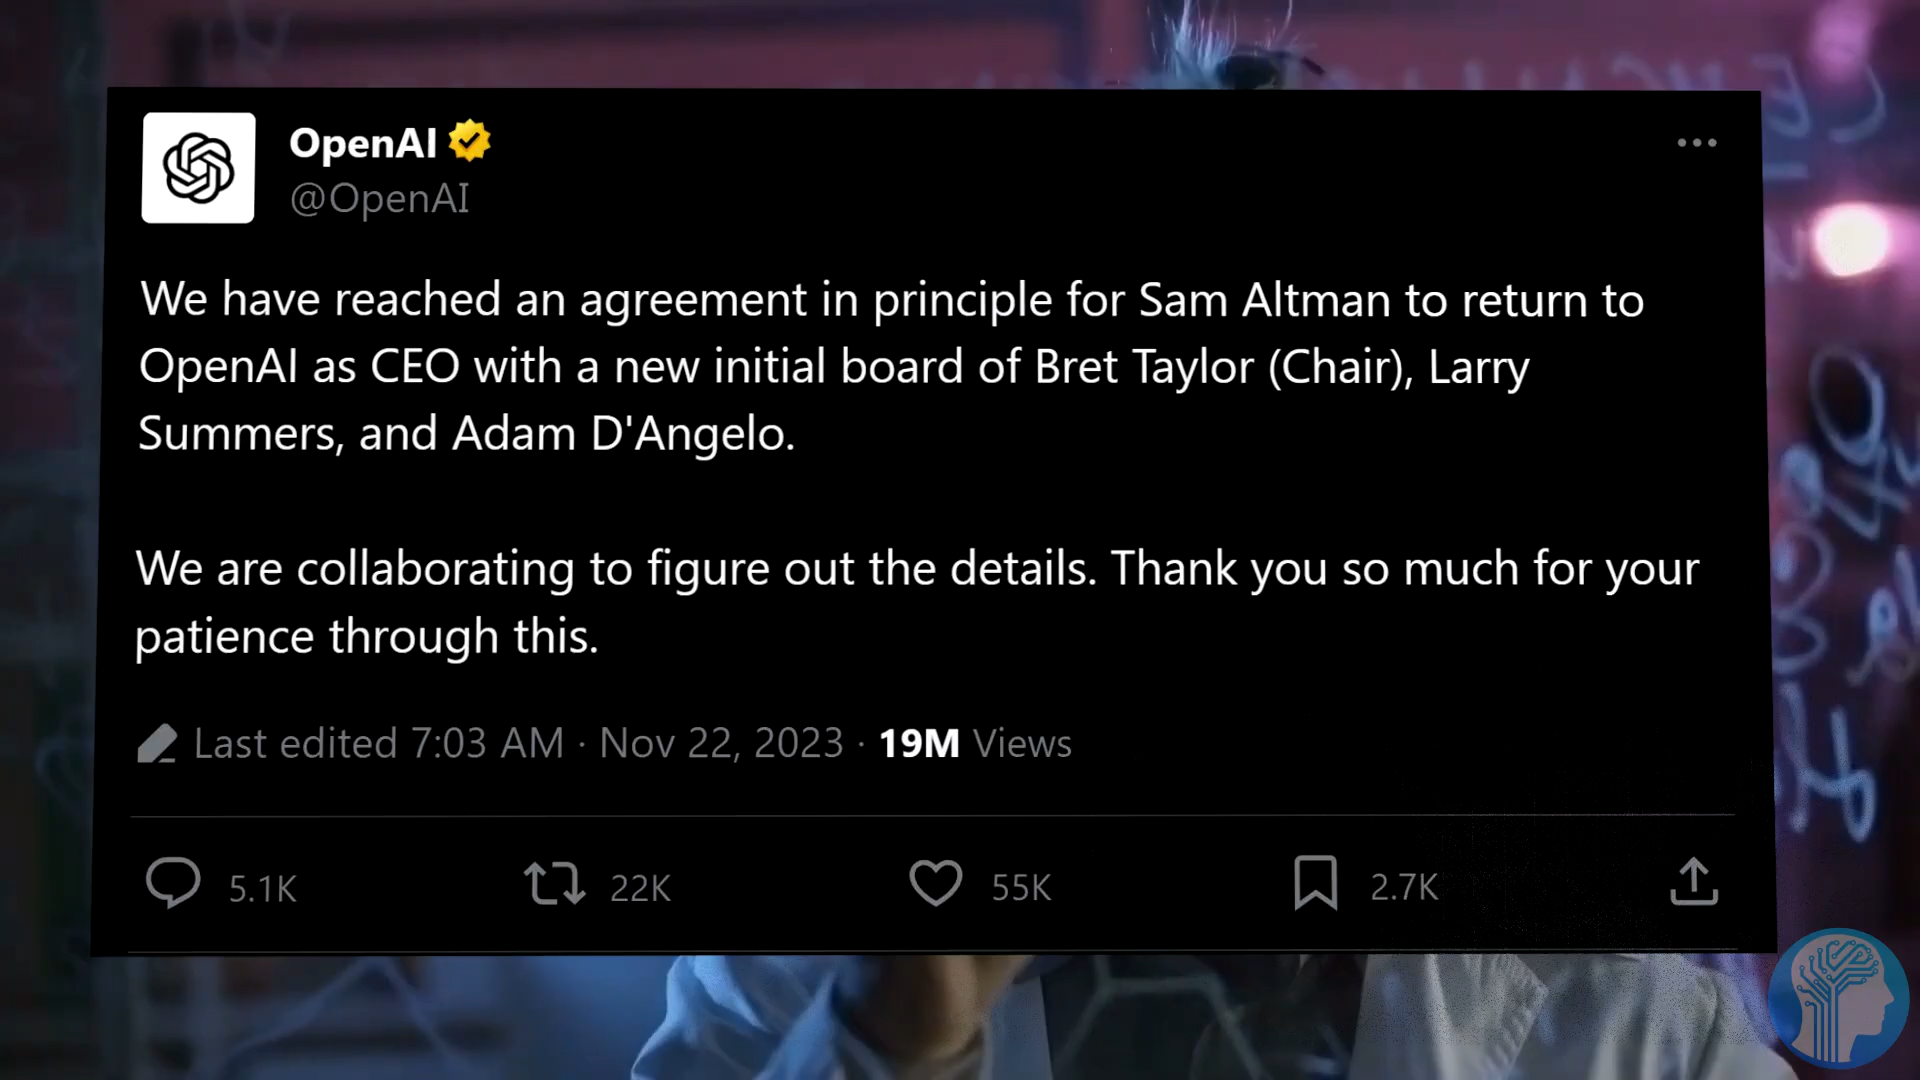 OpenAI
@OpenAI
We have reached an agreement in principle for Sam Altman to return to
OpenAI as CEO with a new initial board of Bret Taylor (Chair), Larry
Summers, and Adam D'Angelo.
We are collaborating to figure out the details. Thank you so much for your
patience through this.
Last edited 7:03 AM · Nov 22, 2023 · 19M Views
5.1K 22K 55K 2.7K